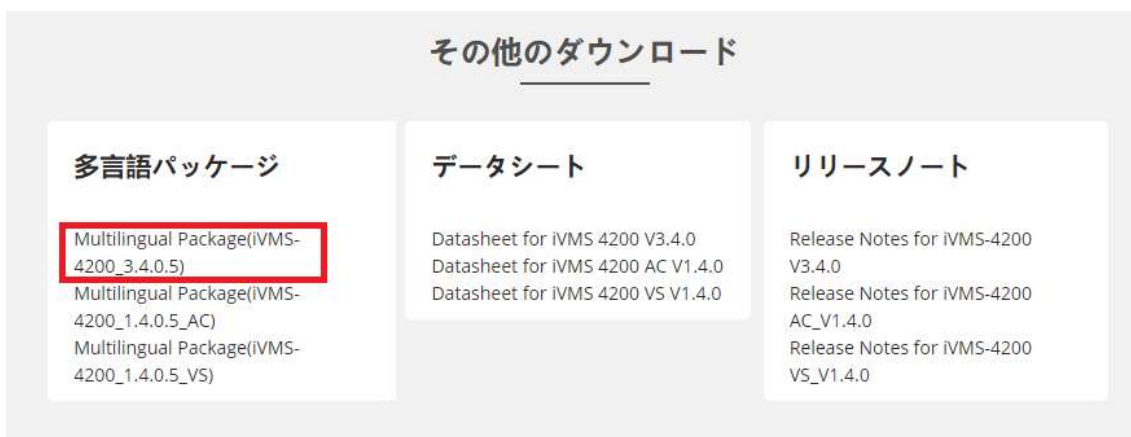 その他のダウンロード
多言語パッケージ
Multilingual Package(iVMS-
4200_3.4.0.5)
Multilingual Package(iVMS-
4200_1.4.0.5_AC)
Multilingual Package(iVMS-
4200_1.4.0.5_VS)
データシート
Datasheet for iVMS 4200 V3.4.0
Datasheet for iVMS 4200 AC V1.4.0
Datasheet for iVMS 4200 VS V1.4.0
リリースノート
Release Notes for iVMS-4200
V3.4.0
Release Notes for iVMS-4200
AC_V1.4.0
Release Notes for iVMS-4200
VS_V1.4.0